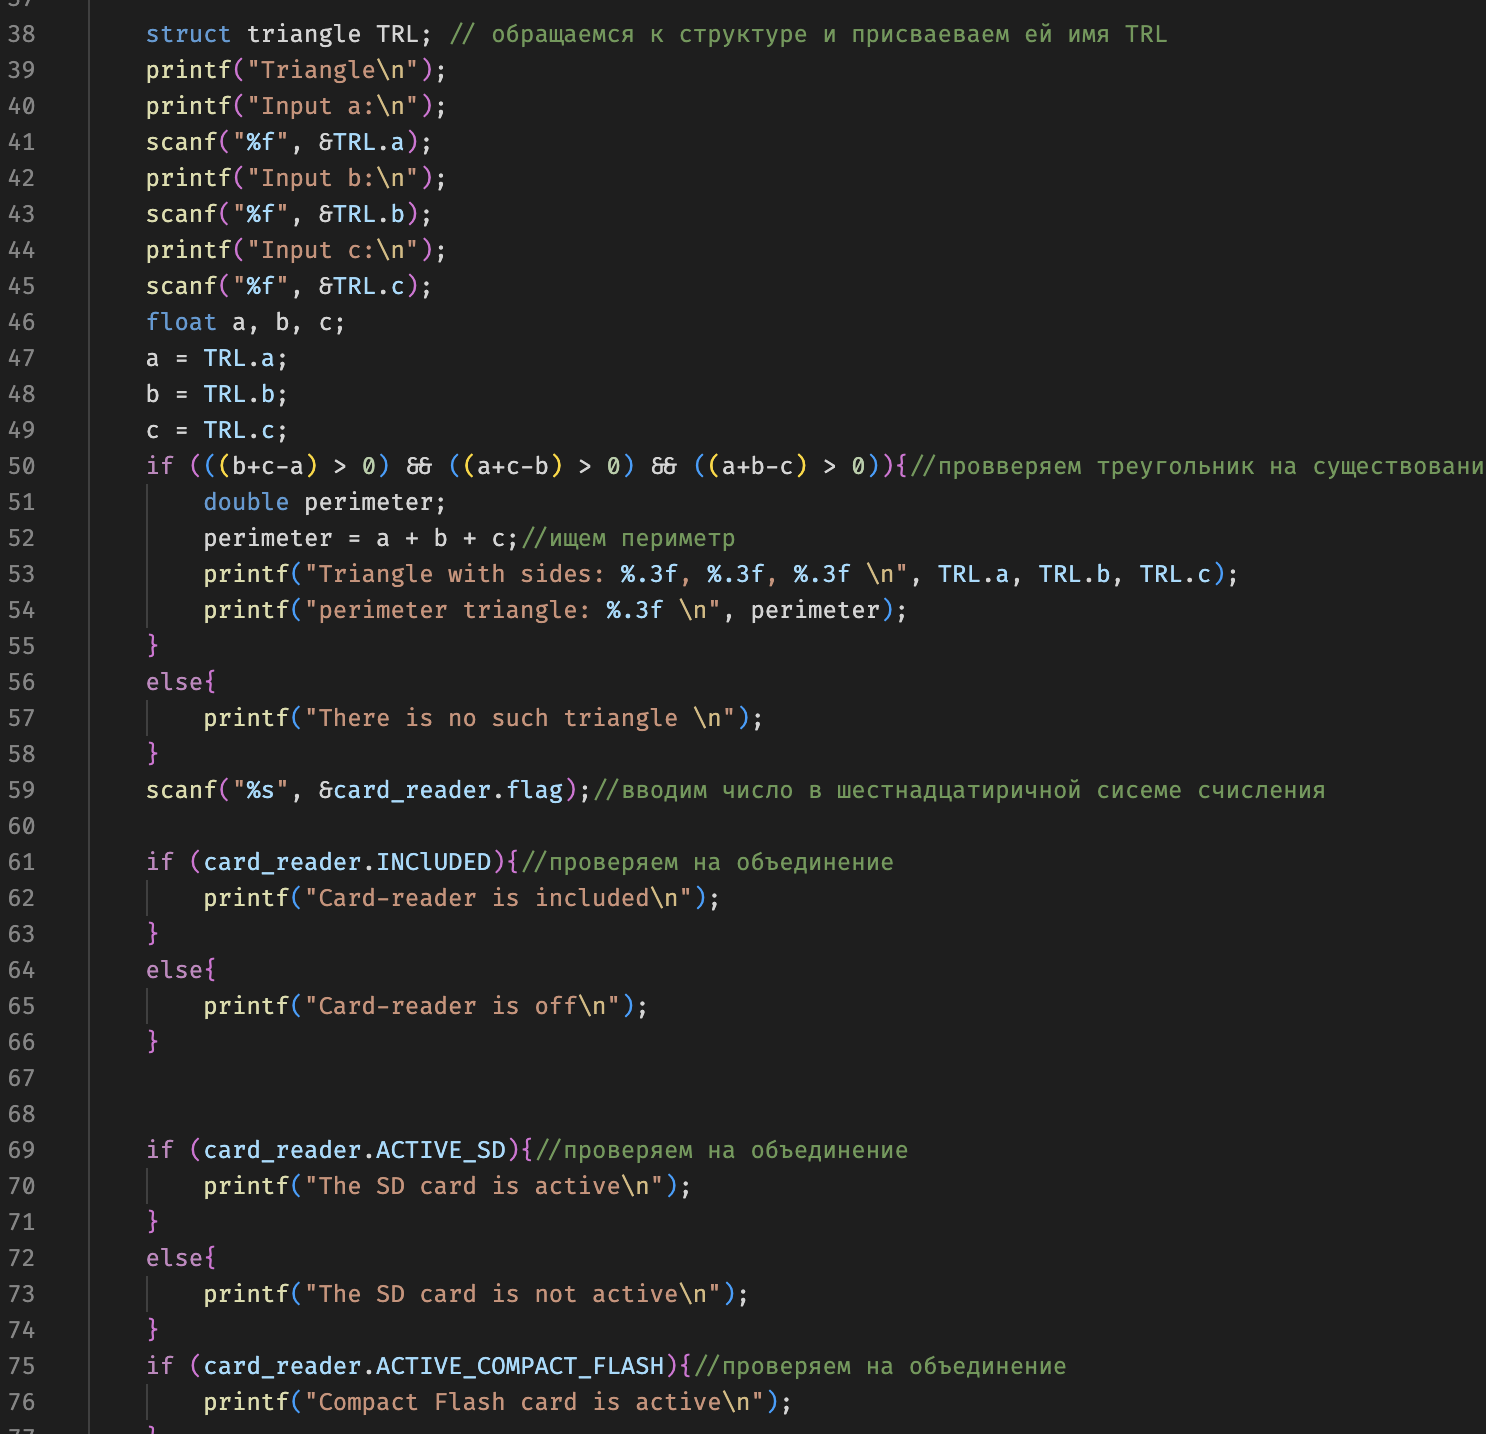 38 struct triangle TRL; // обращаемся к структуре и присваеваем ей имя TRL
39 printf("Triangle\n");
40 printf("Input a:\n");
41 scanf("%f", &TRL.a);
42 printf("Input b:\n");
43 scanf("%f", &TRL.b);
44 printf("Input c:\n");
45 scanf("%f", &TRL.c);
46 float a, b, c;
47 a = TRL.a;
48 b = TRL.b;
49 c = TRL.c;
50 if (((b+c-a) > 0) && ((a+c-b) > 0) && ((a+b-c) > 0)){//провверяем треугольник на существовани
51 double perimeter;
52 perimeter = a + b + c;//ищем периметр
53 printf("Triangle with sides: %.3f, %.3f, %.3f \n", TRL.a, TRL.b, TRL.c);
54 printf("perimeter triangle: %.3f \n", perimeter);
55 }
56 else{
57 printf("There is no such triangle \n");
58 }
59 scanf("%s", &card_reader.flag);//вводим число в шестнадцатиричной сисеме счисления
60
61 if (card_reader.INClUDED){//проверяем на объединение
62 printf("Card-reader is included\n");
63 }
64 else{
65 printf("Card-reader is off\n");
66 }
67
68
69 if (card_reader.ACTIVE_SD){//проверяем на объединение
70 printf("The SD card is active\n");
71 }
72 else{
73 printf("The SD card is not active\n");
74 }
75 if (card_reader.ACTIVE_COMPACT_FLASH){//проверяем на объединение
76 printf("Compact Flash card is active\n");